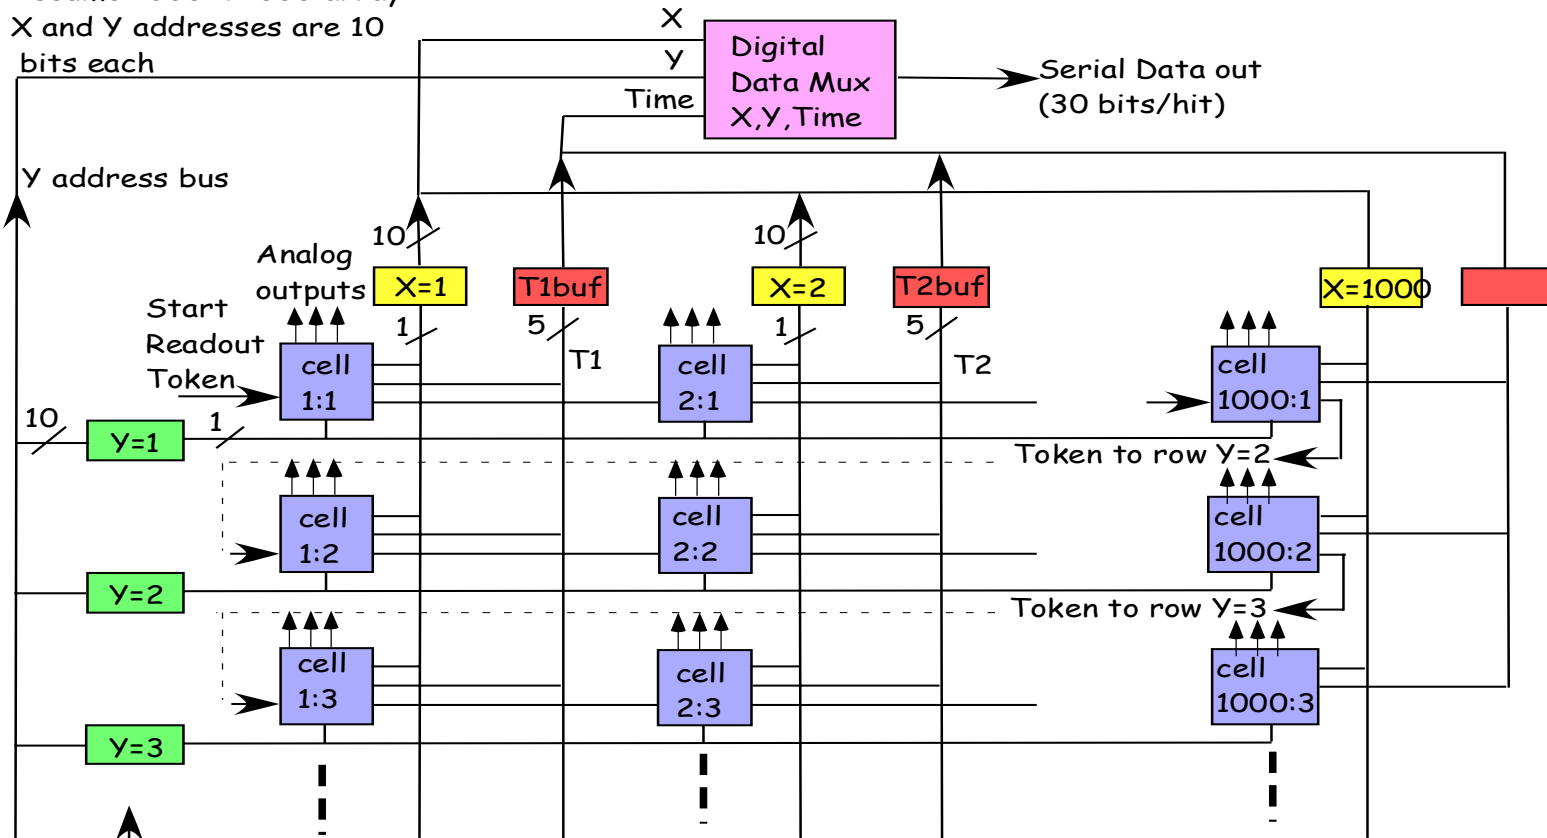 X and Y addresses are 10
bits each
X
Y
Time
Digital
Data Mux
X,Y,Time
Serial Data out
(30 bits/hit)
Y address bus
10
10
Analog
outputs
X=1
T1buf
X=2
T2buf
X=1000
Start
Readout
Token
1
5
1
5
T1
T2
cell
1:1
cell
2:1
cell
1000:1
10
1
Y=1
Token to row Y=2
cell
1:2
cell
2:2
cell
1000:2
Y=2
Token to row Y=3
cell
1:3
cell
2:3
cell
1000:3
Y=3